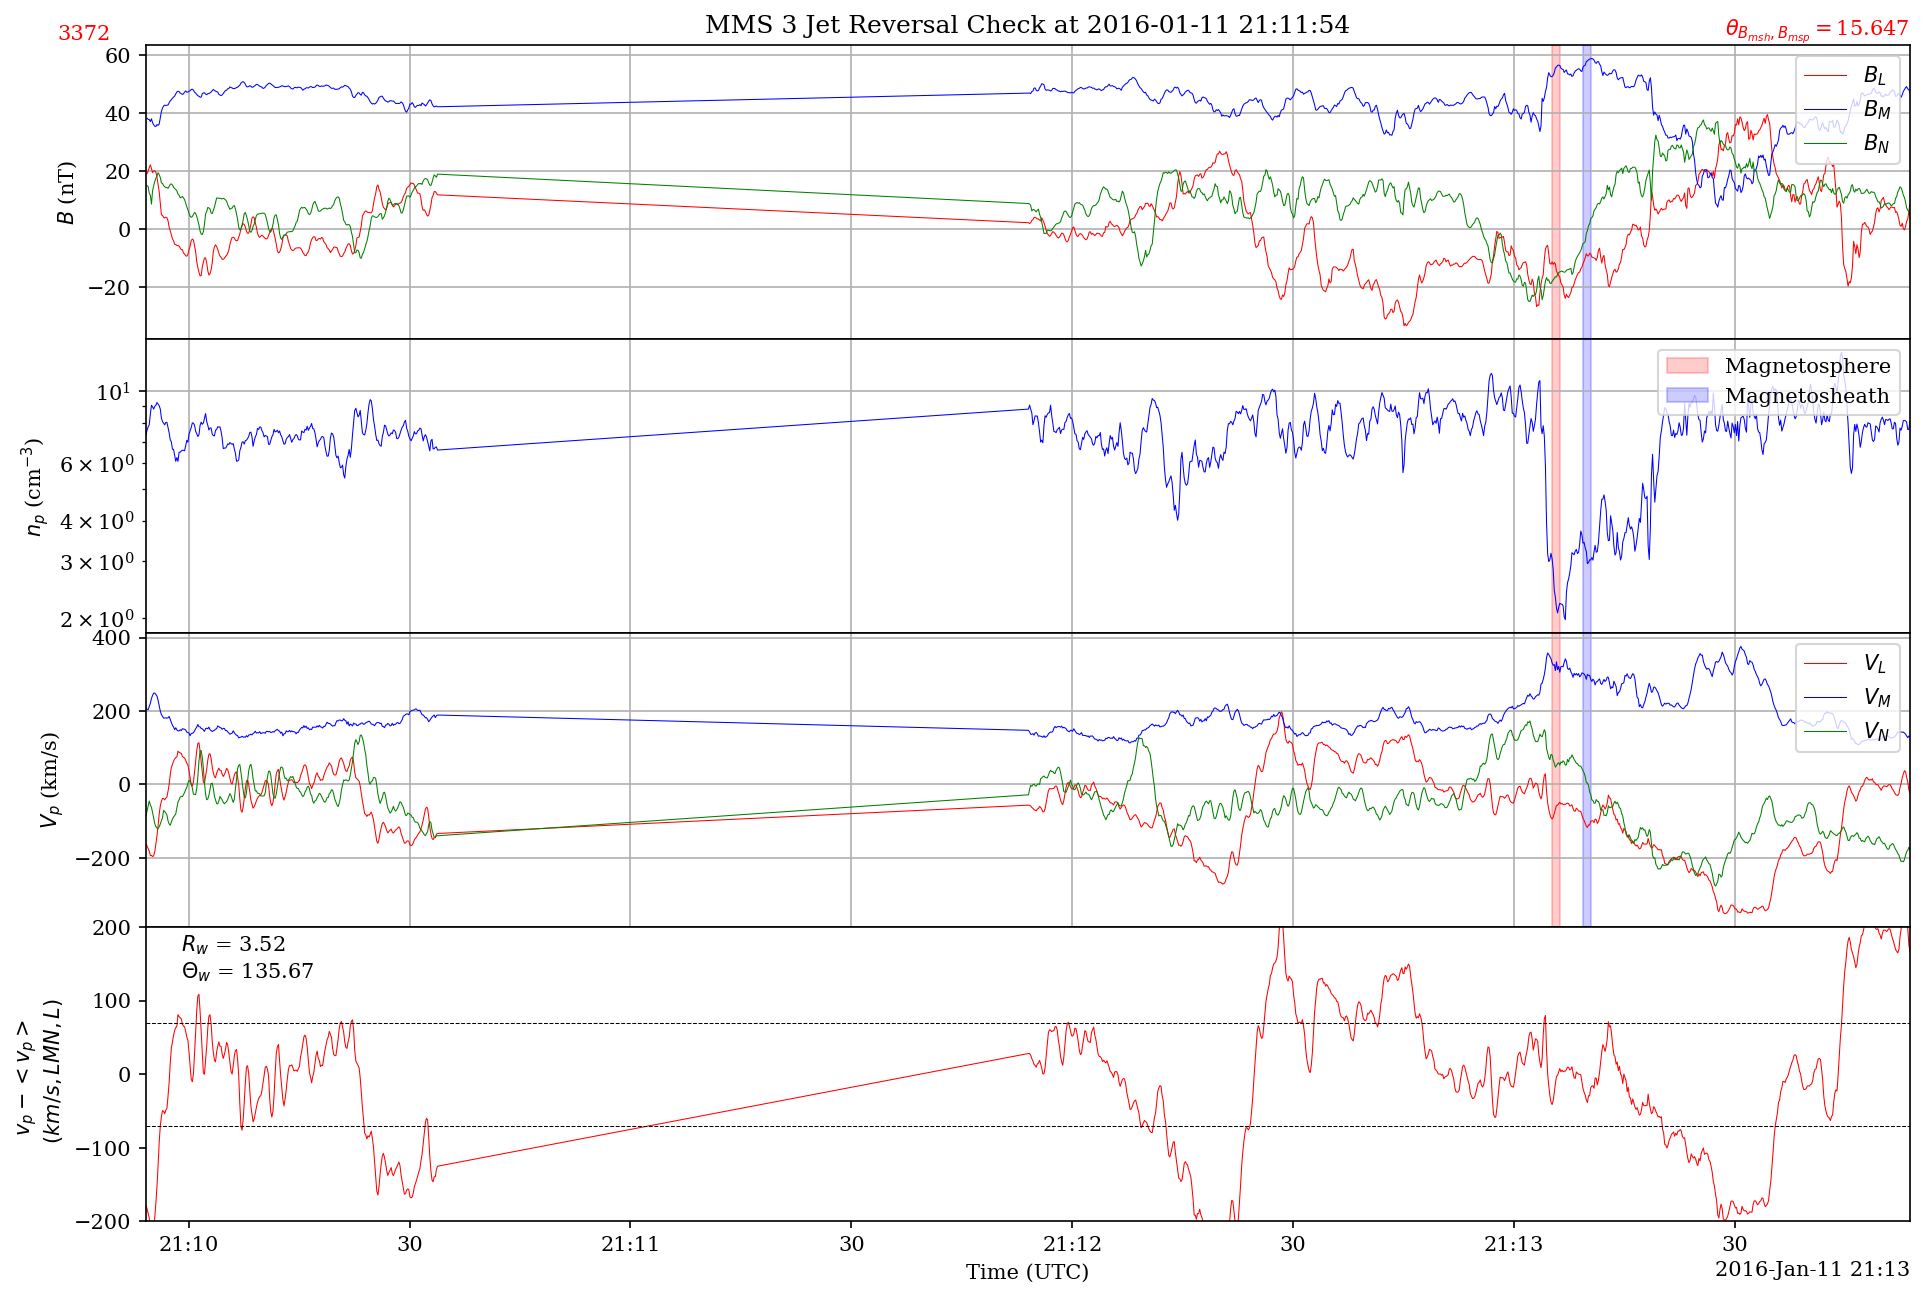 MMS 3 Jet Reversal Check at 2016-01-11 21:11:54
3372
θ_{B_{msh}, B_{msp}} = 15.647
60
40
20
0
−20
B (nT)
B_L
B_M
B_N
10^1
6×10^0
4×10^0
3×10^0
2×10^0
n_p (cm^{−3})
Magnetosphere
Magnetosheath
400
200
0
−200
V_p (km/s)
V_L
V_M
V_N
200
100
0
−100
−200
v_p − <v_p>
(km/s, LMN, L)
R_w = 3.52
Θ_w = 135.67
21:10 30 21:11 30 21:12 30 21:13 30
Time (UTC)
2016-Jan-11 21:13